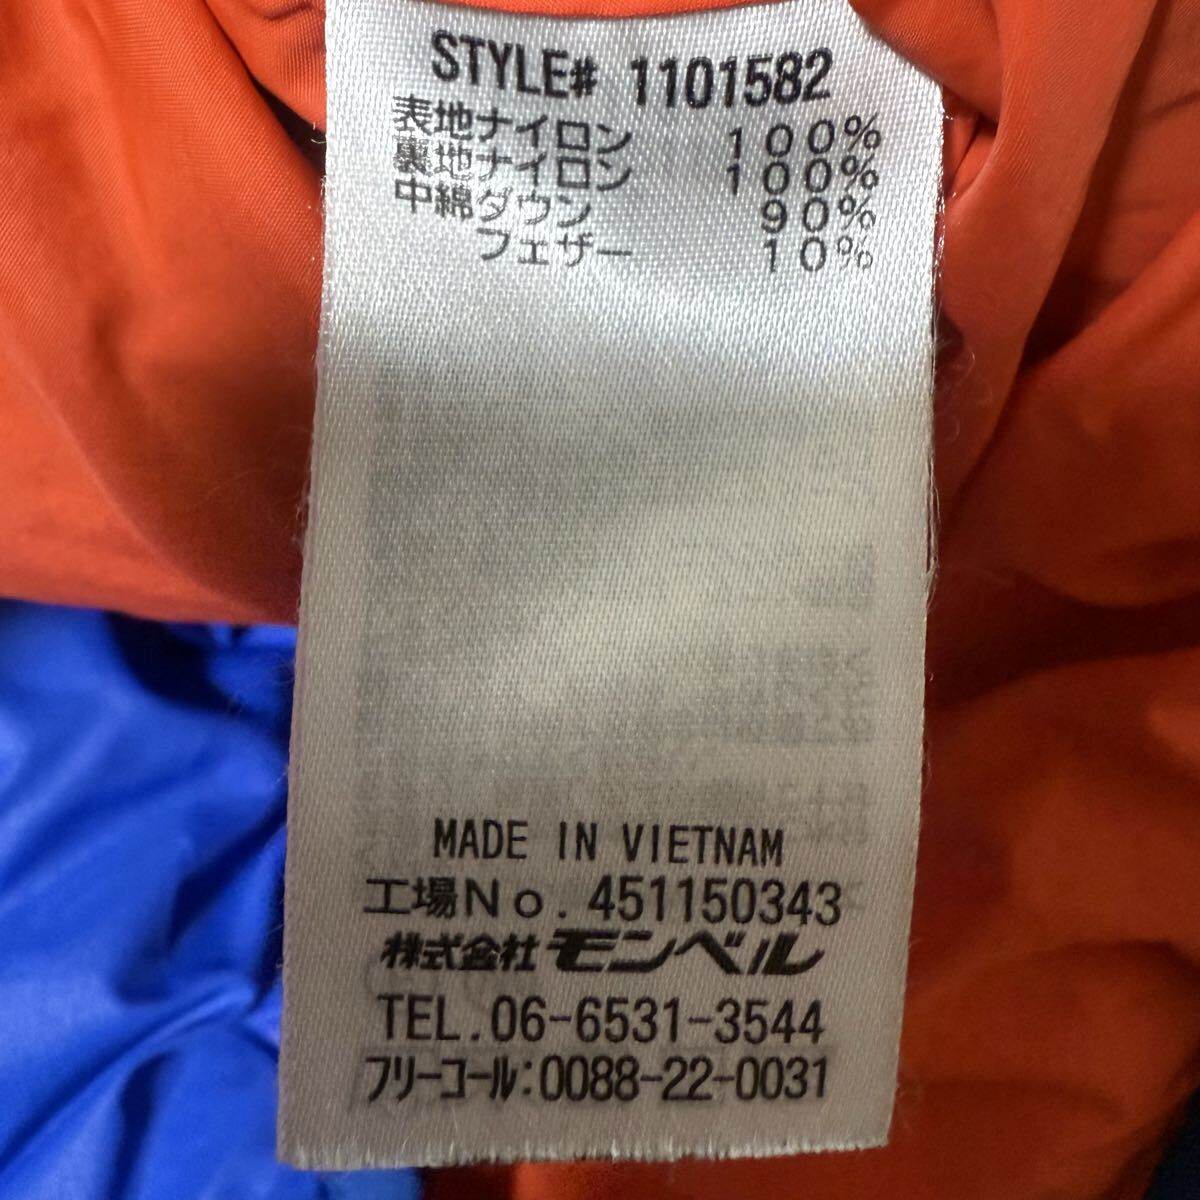 STYLE# 1101582
表地ナイロン 100%
裏地ナイロン 100%
中綿ダウン 90%
フェザー 10%
MADE IN VIETNAM
工場No. 451150343
株式会社モンベル
TEL. 06-6531-3544
フリーコール:0088-22-0031